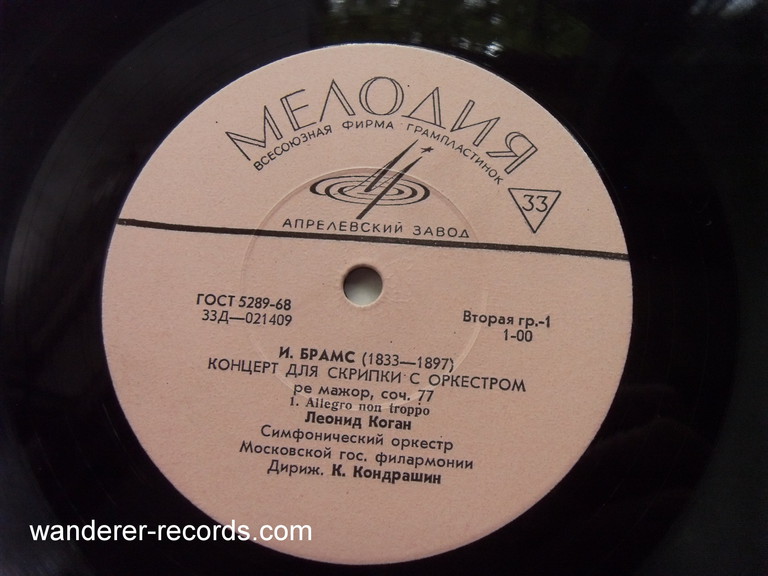 МЕЛОДИЯ
ВСЕСОЮЗНАЯ ФИРМА ГРАМПЛАСТИНОК
33
АПРЕЛЕВСКИЙ ЗАВОД
ГОСТ 5289-68
33Д—021409
Вторая гр.-1
1-00
И. БРАМС (1833—1897)
КОНЦЕРТ ДЛЯ СКРИПКИ С ОРКЕСТРОМ
ре мажор, соч. 77
1. Allegro non troppo
Леонид Коган
Симфонический оркестр
Московской гос. филармонии
Дириж. К. Кондрашин
wanderer-records.com